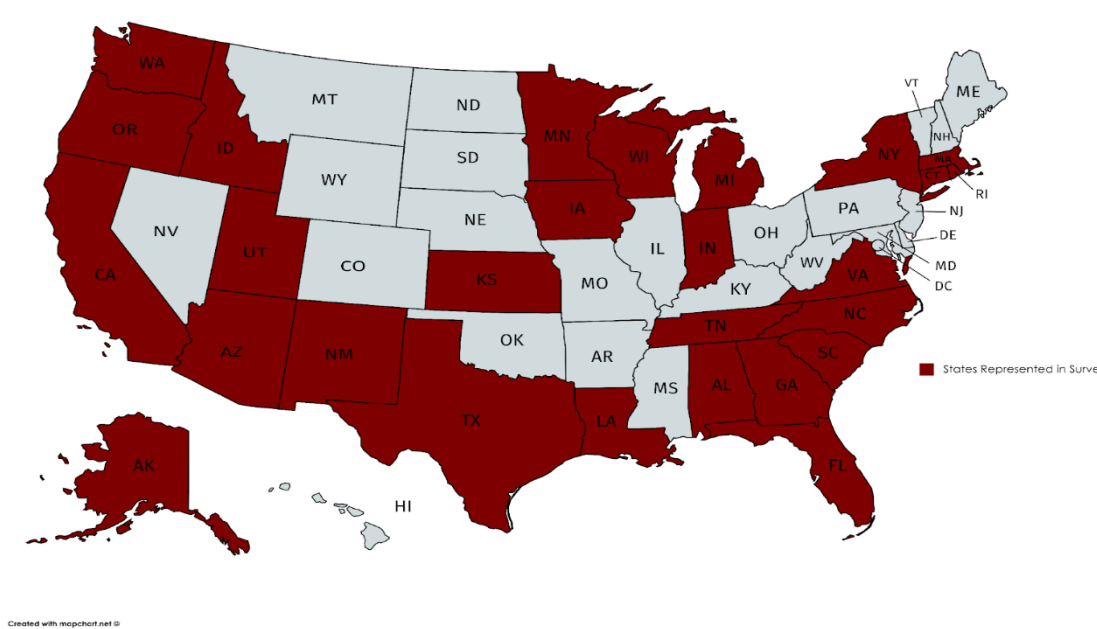 WA
MT
ND
VT
ME
OR
MN
NH
ID
SD
WI
NY
MA
MI
CT
RI
WY
IA
NE
PA
NJ
NV
UT
CO
IL
IN
OH
DE
WV
MD
CA
KS
MO
KY
VA
DC
NC
AZ
NM
OK
AR
TN
SC
MS
AL
GA
States Represented in Surve
TX
LA
FL
AK
HI
Created with mapchart.net ©